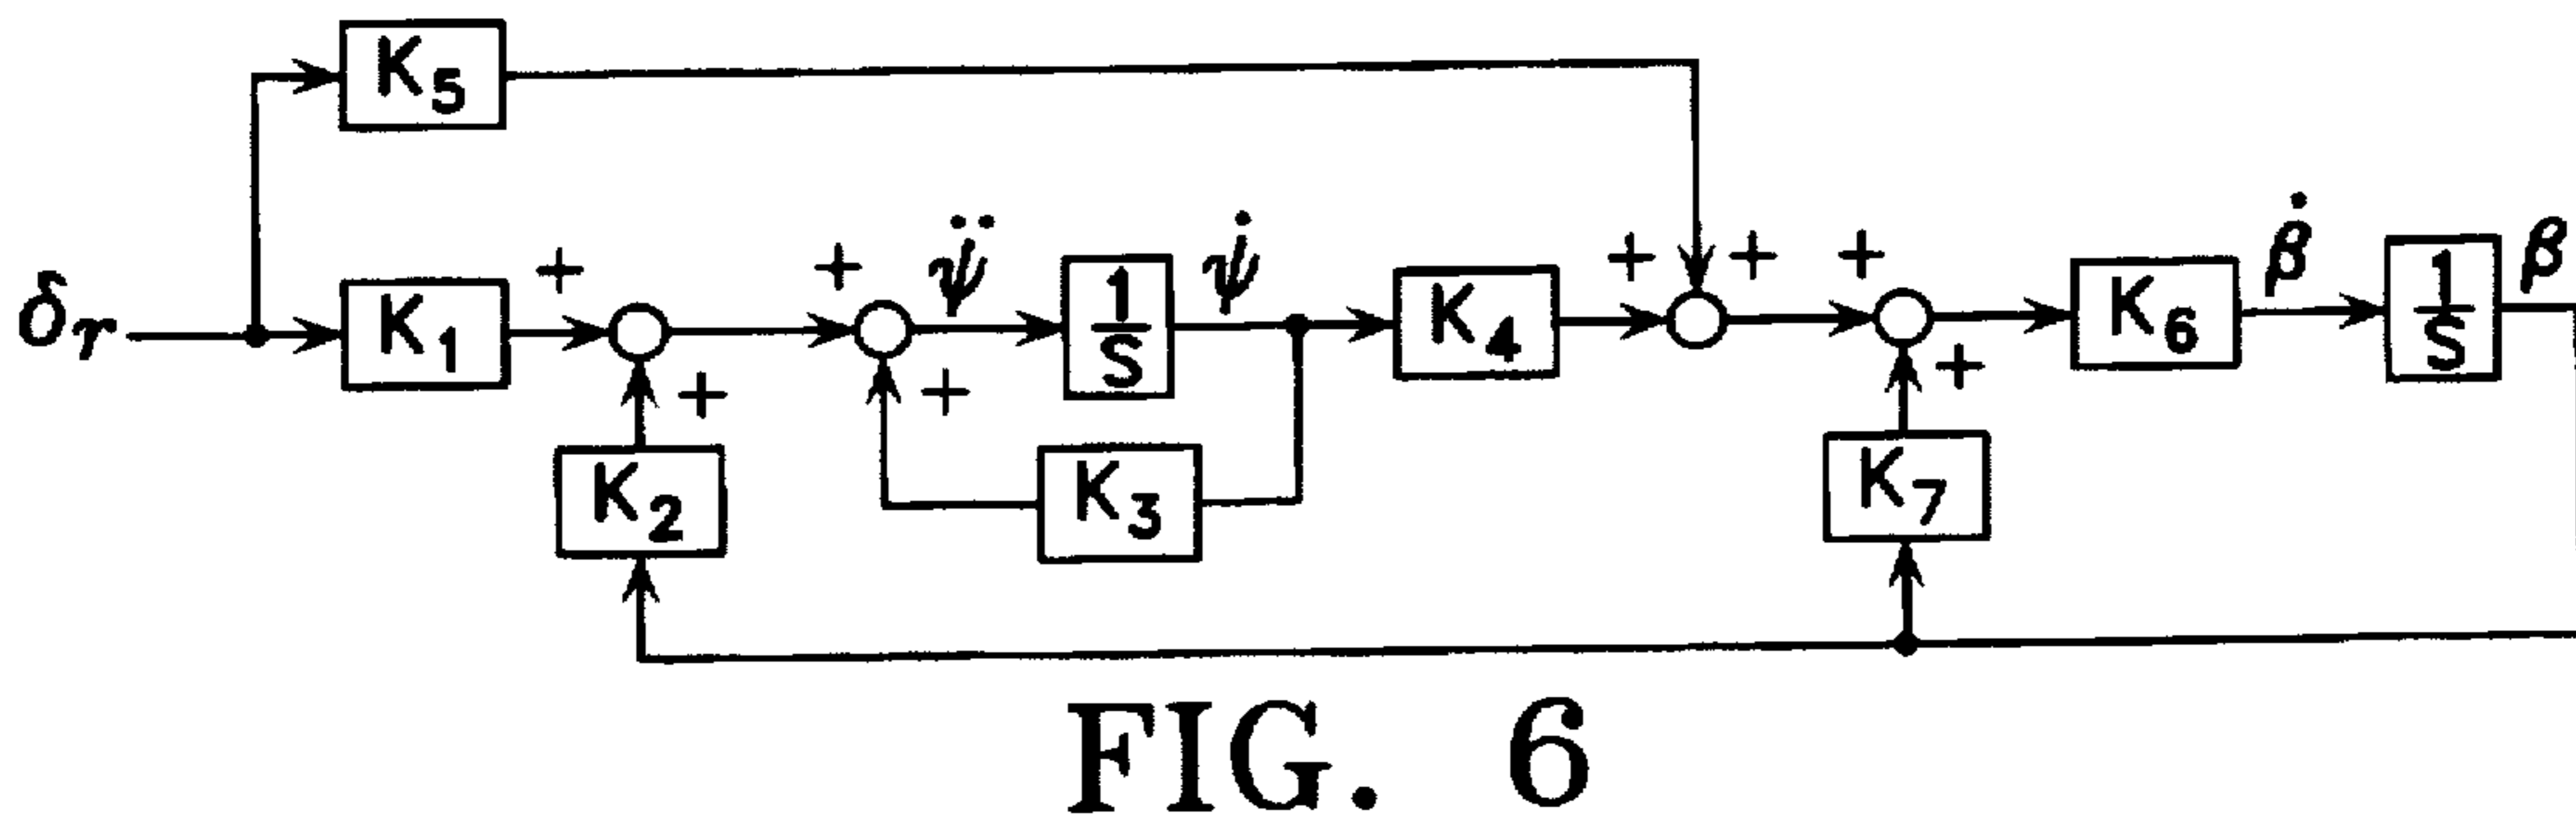 K5
+ + ψ̈ ψ̇ + + + β̇ β
δr K1 1/S K4 K6 1/S
+ + +
K2 K3 K7
FIG. 6